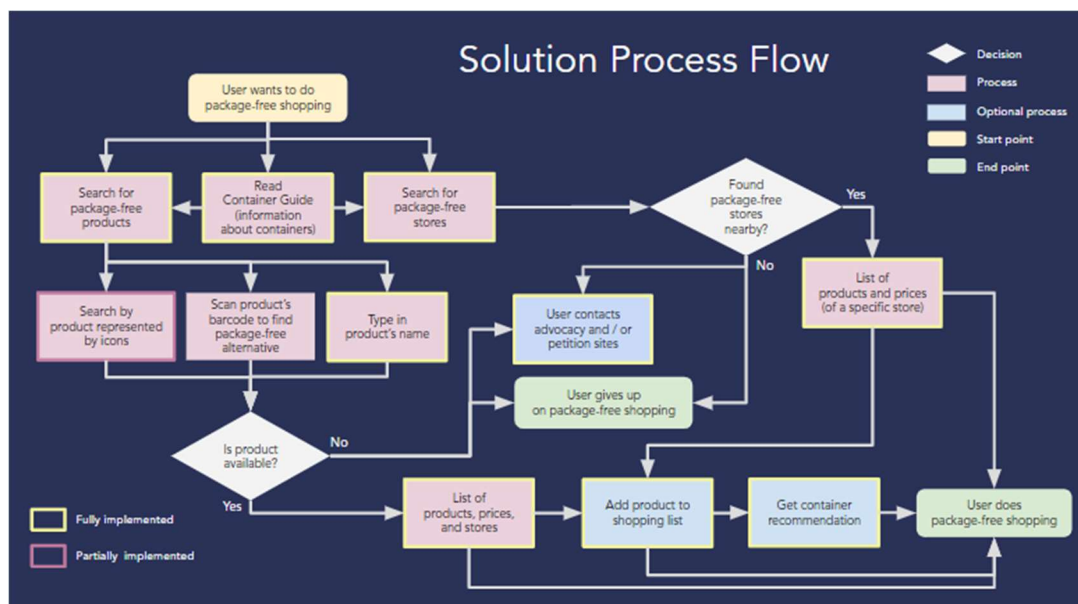 Solution Process Flow
Decision
Process
Optional process
Start point
End point
User wants to do
package-free shopping
Search for
package-free
products
Read
Container Guide
(information
about containers)
Search for
package-free
stores
Found
package-free
stores
nearby?
Yes
No
List of
products and prices
(of a specific store)
Search by
product represented
by icons
Scan product's
barcode to find
package-free
alternative
Type in
product's name
User contacts
advocacy and / or
petition sites
User gives up
on package-free shopping
Is product
available?
No
Yes
List of
products, prices,
and stores
Add product to
shopping list
Get container
recommendation
User does
package-free shopping
Fully implemented
Partially implemented